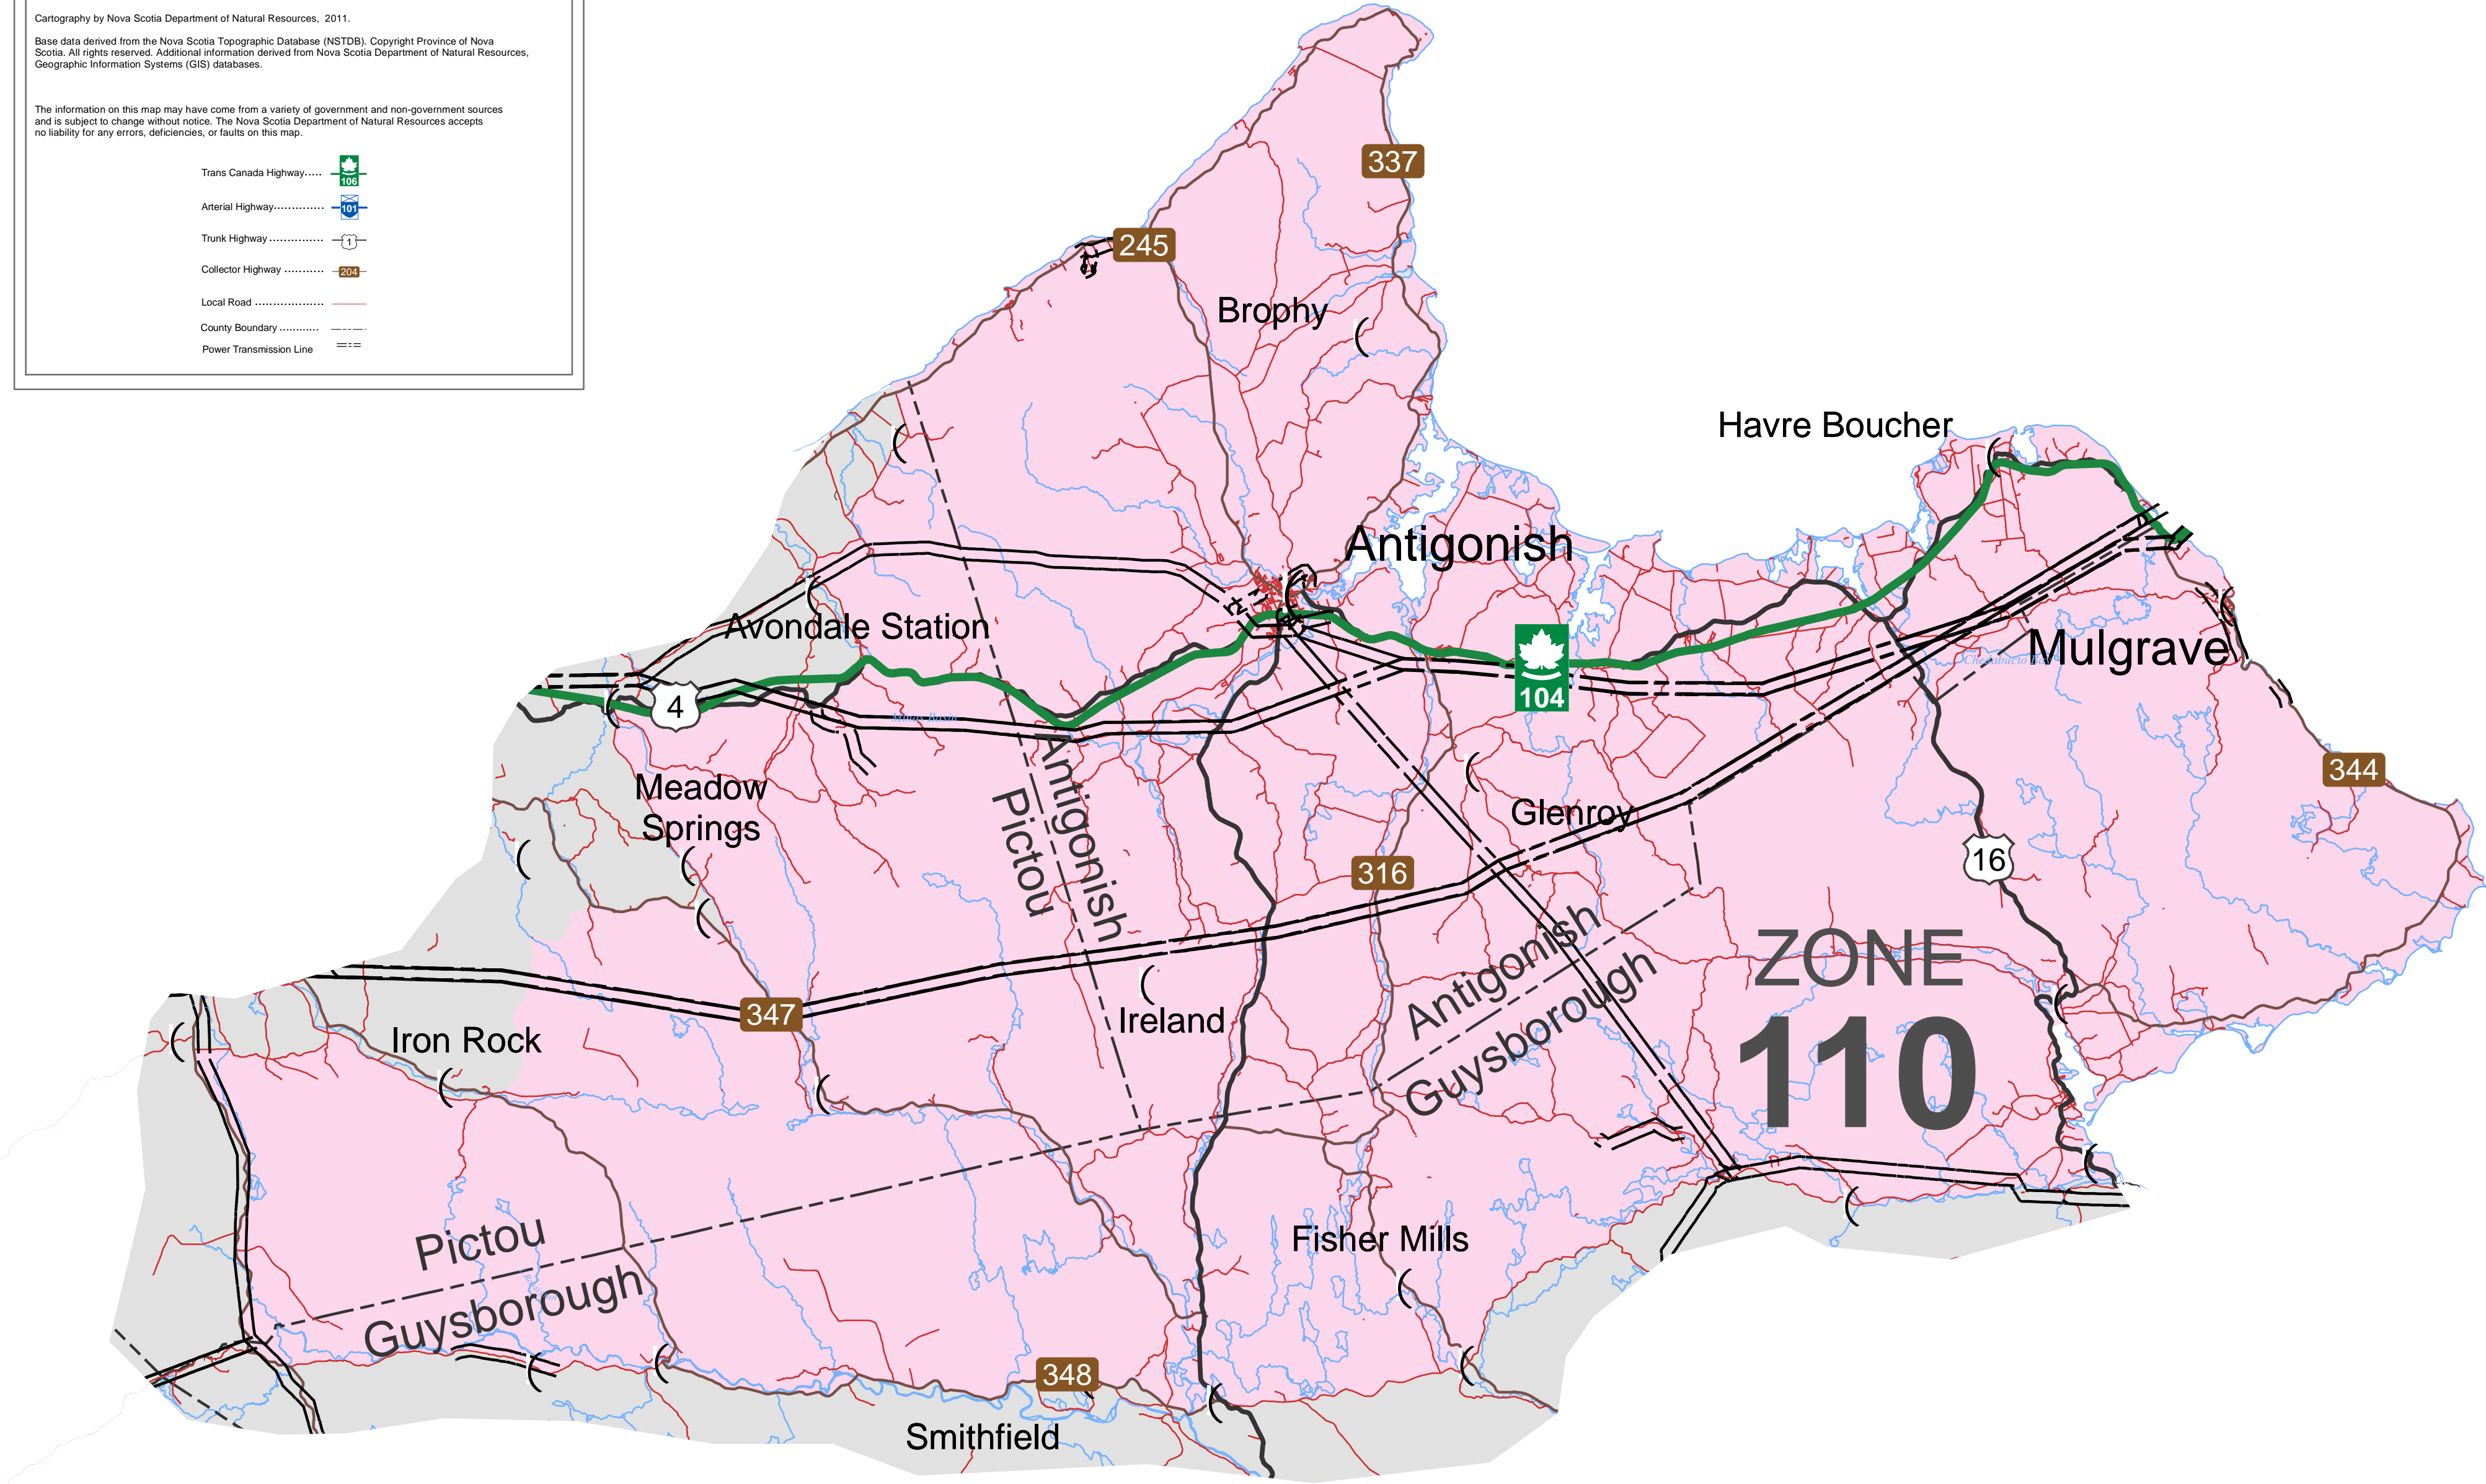 Cartography by Nova Scotia Department of Natural Resources, 2011.
Base data derived from the Nova Scotia Topographic Database (NSTDB). Copyright Province of Nova
Scotia. All rights reserved. Additional information derived from Nova Scotia Department of Natural Resources,
Geographic Information Systems (GIS) databases.
The information on this map may have come from a variety of government and non-government sources
and is subject to change without notice. The Nova Scotia Department of Natural Resources accepts
no liability for any errors, deficiencies, or faults on this map.
Trans Canada Highway..... 106
Arterial Highway............. 101
Trunk Highway .............. 1
Collector Highway ........... 204
Local Road ..................
County Boundary ............
Power Transmission Line
337
245
Brophy
Havre Boucher
Antigonish
Avondale Station
Mulgrave
Chedabucto Bay
104
4
Minas Basin
344
Meadow
Springs
Antigonish
Pictou
Glenroy
316
16
Antigonish
Guysborough
ZONE
110
347
Ireland
Iron Rock
Pictou
Guysborough
Fisher Mills
348
Smithfield